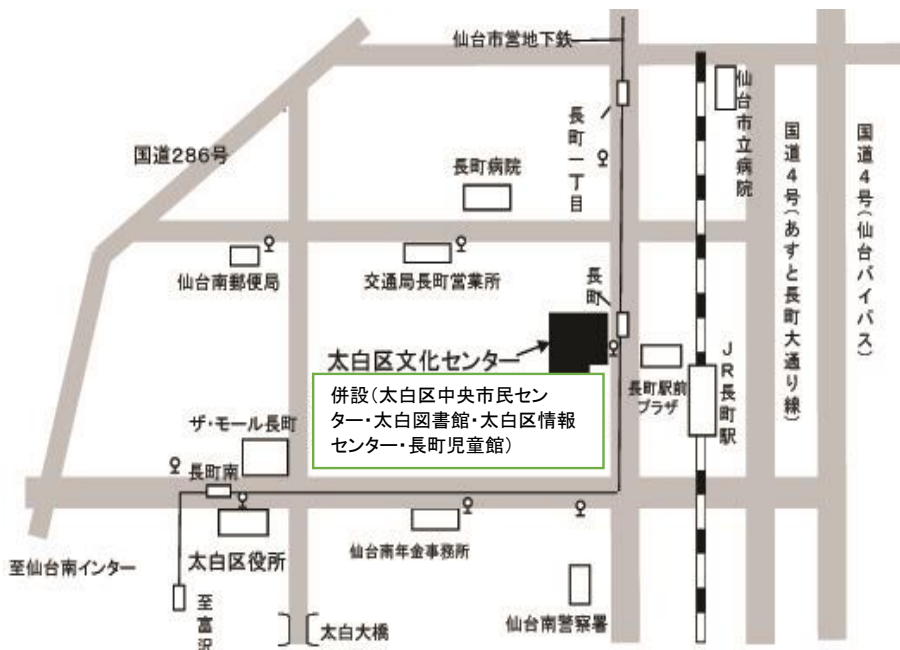 仙台市営地下鉄
長町一丁目
仙台市立病院
国道286号
長町病院
国道4号(あすと長町大通り線)
国道4号(仙台バイパス)
仙台南郵便局
交通局長町営業所
長町
太白区文化センター
併設(太白区中央市民セン
ター・太白図書館・太白区情報
センター・長町児童館)
長町駅前
プラザ
JR長町駅
ザ・モール長町
長町南
太白区役所
仙台南年金事務所
至仙台南インター
至富沢
太白大橋
仙台南警察署